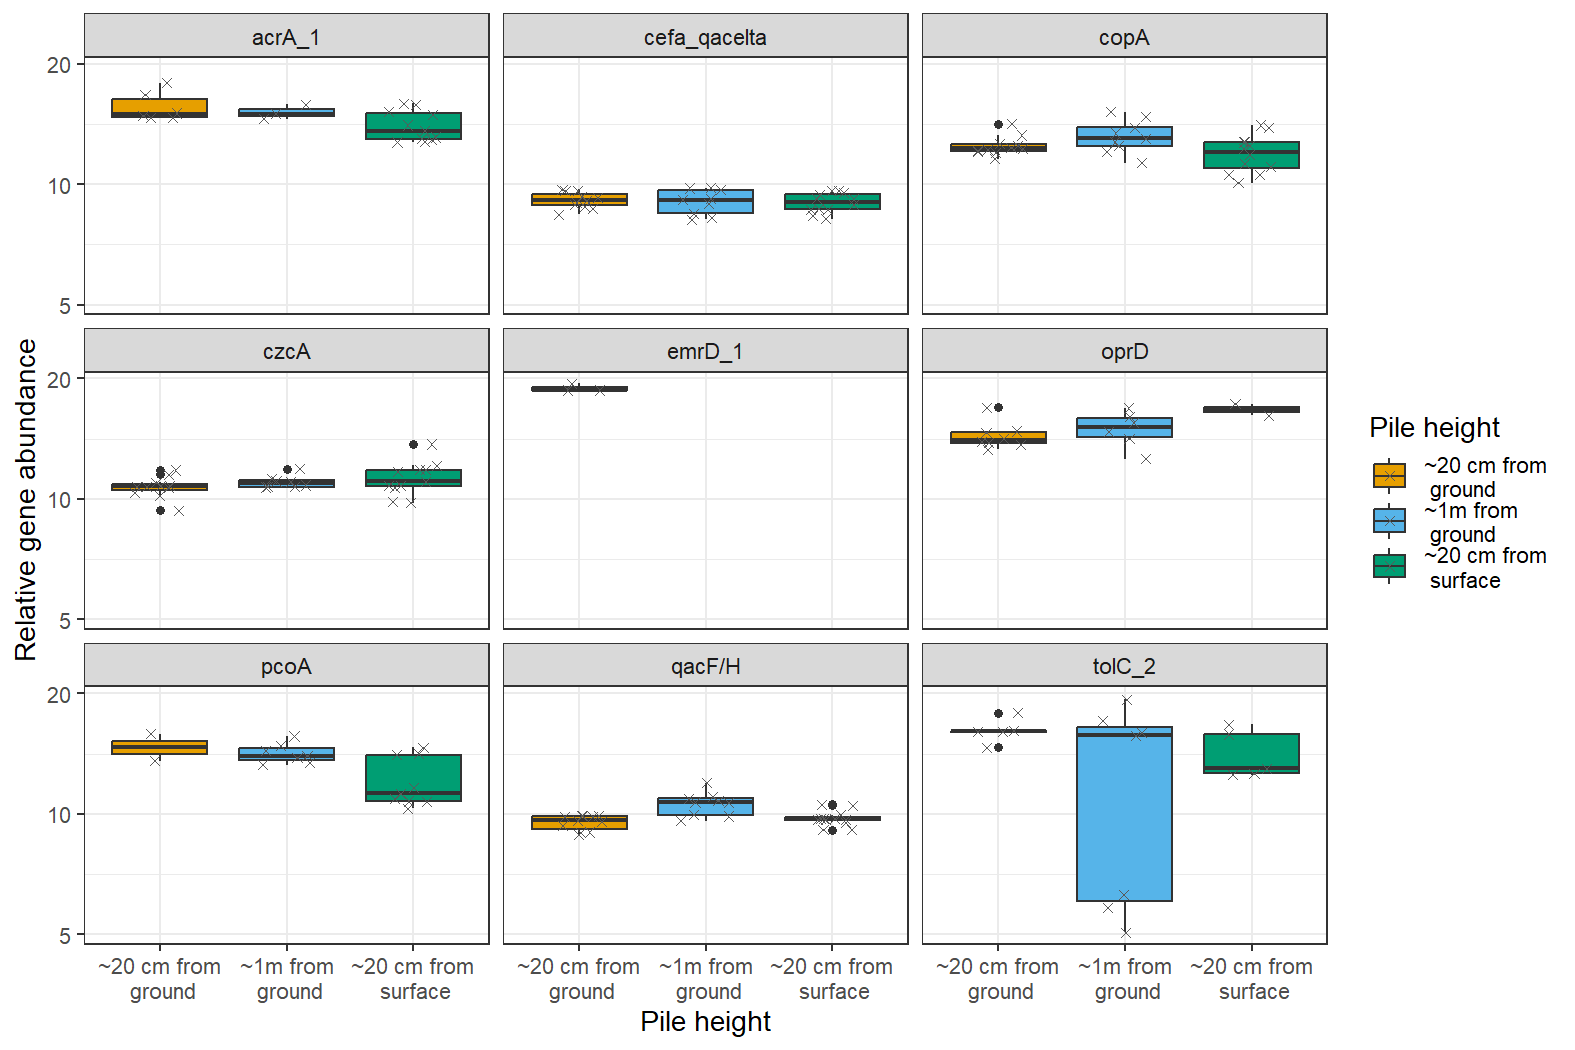 acrA_1
cefa_qacelta
copA
20
10
5
czcA
emrD_1
oprD
20
10
5
Relative gene abundance
pcoA
qacF/H
tolC_2
20
10
5
~20 cm from
ground
~1m from
ground
~20 cm from
surface
~20 cm from
ground
~1m from
ground
~20 cm from
surface
~20 cm from
ground
~1m from
ground
~20 cm from
surface
Pile height
Pile height
~20 cm from
ground
~1m from
ground
~20 cm from
surface